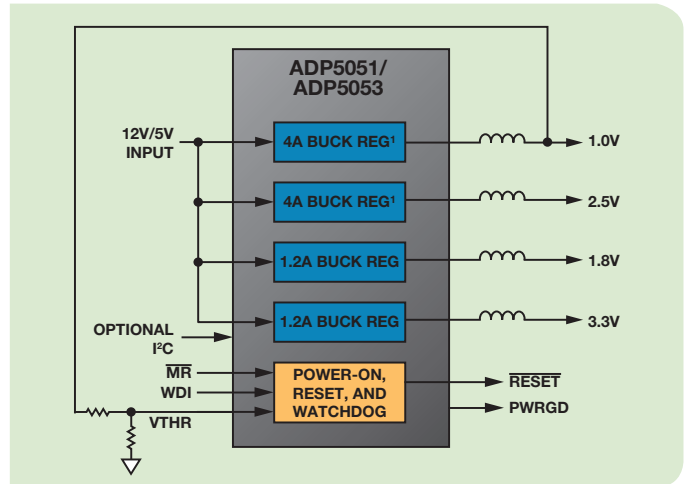 ADP5051/
ADP5053
12V/5V
INPUT
4A BUCK REG¹
1.0V
4A BUCK REG¹
2.5V
1.2A BUCK REG
1.8V
1.2A BUCK REG
3.3V
OPTIONAL
I²C
MR
WDI
VTHR
POWER-ON,
RESET, AND
WATCHDOG
RESET
PWRGD